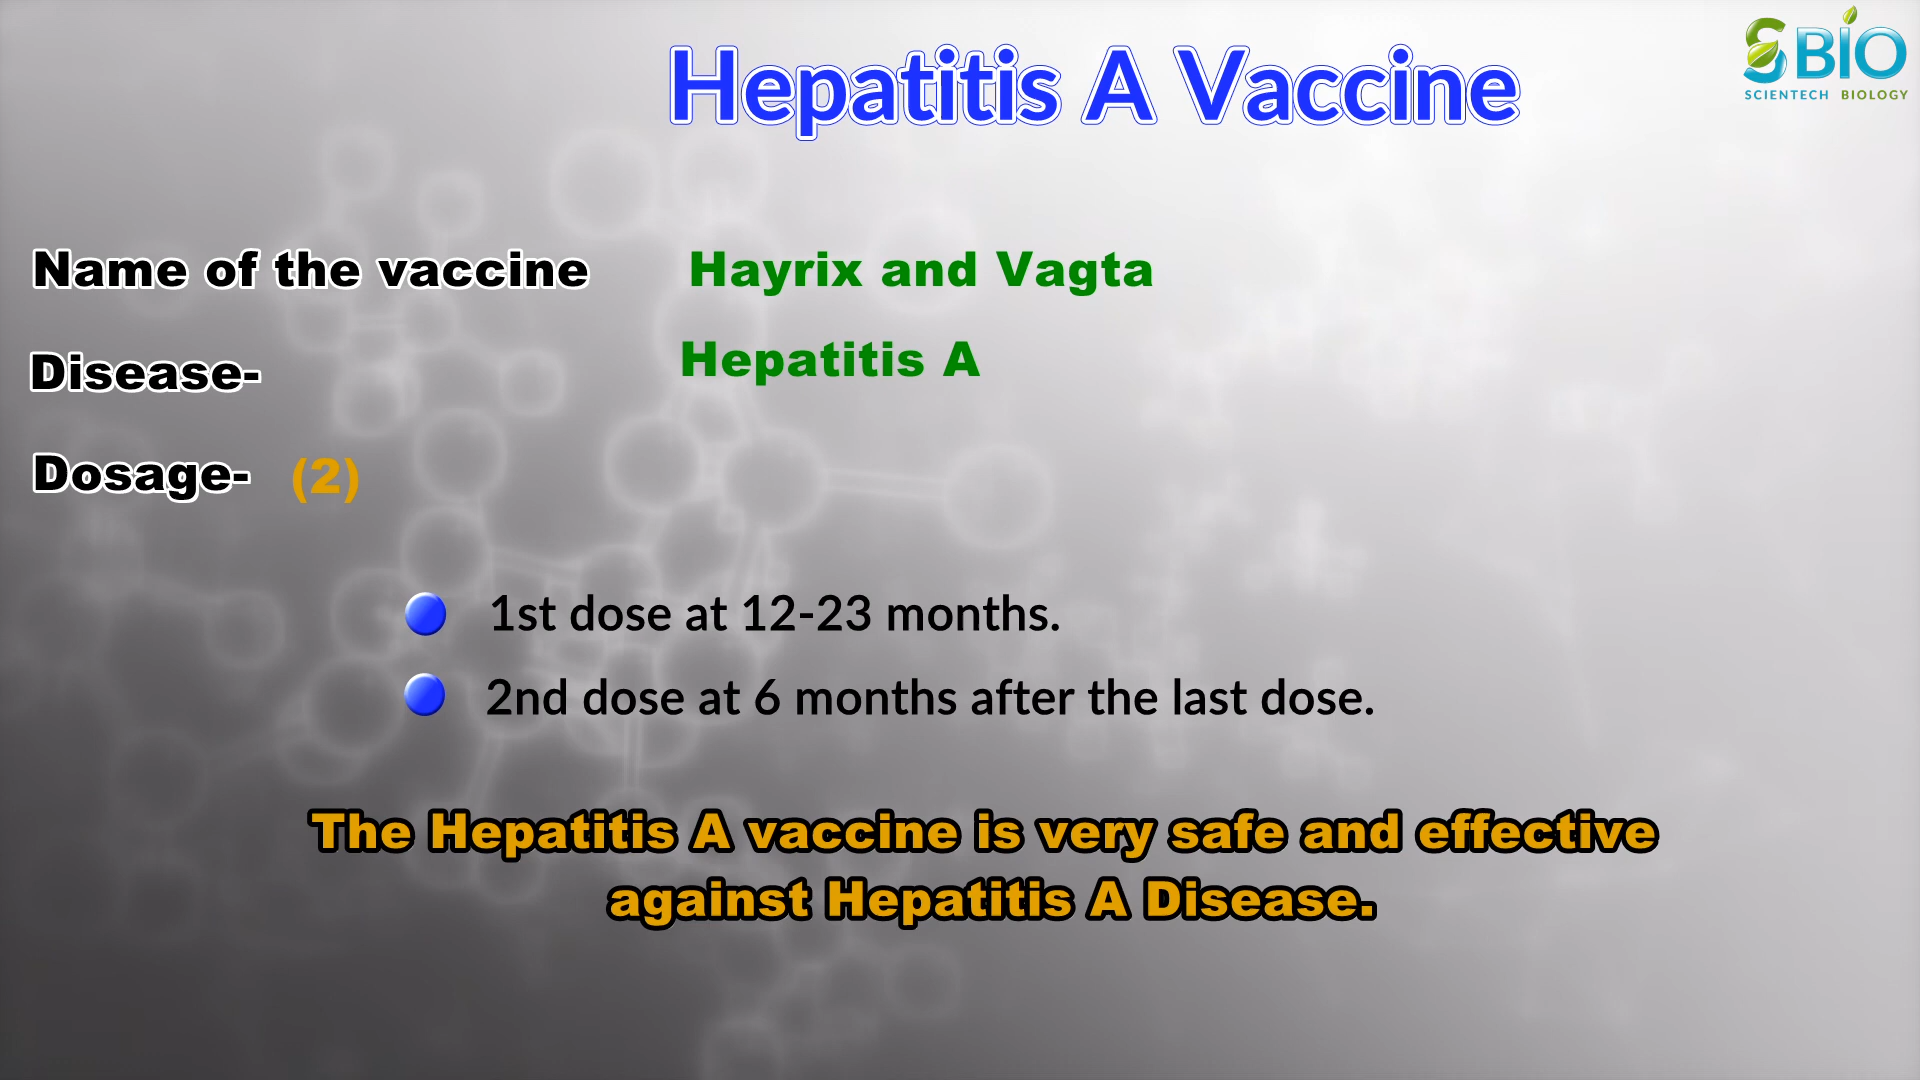 Hepatitis A Vaccine
SBIO
SCIENTECH BIOLOGY
Name of the vaccine Hayrix and Vagta
Disease- Hepatitis A
Dosage- (2)
1st dose at 12-23 months.
2nd dose at 6 months after the last dose.
The Hepatitis A vaccine is very safe and effective
against Hepatitis A Disease.